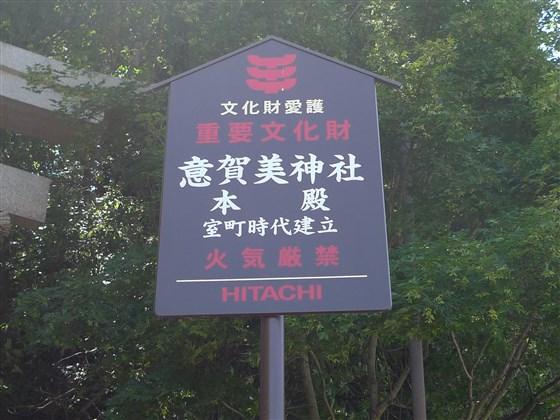 文化財愛護
重要文化財
意賀美神社
本殿
室町時代建立
火気厳禁
HITACHI